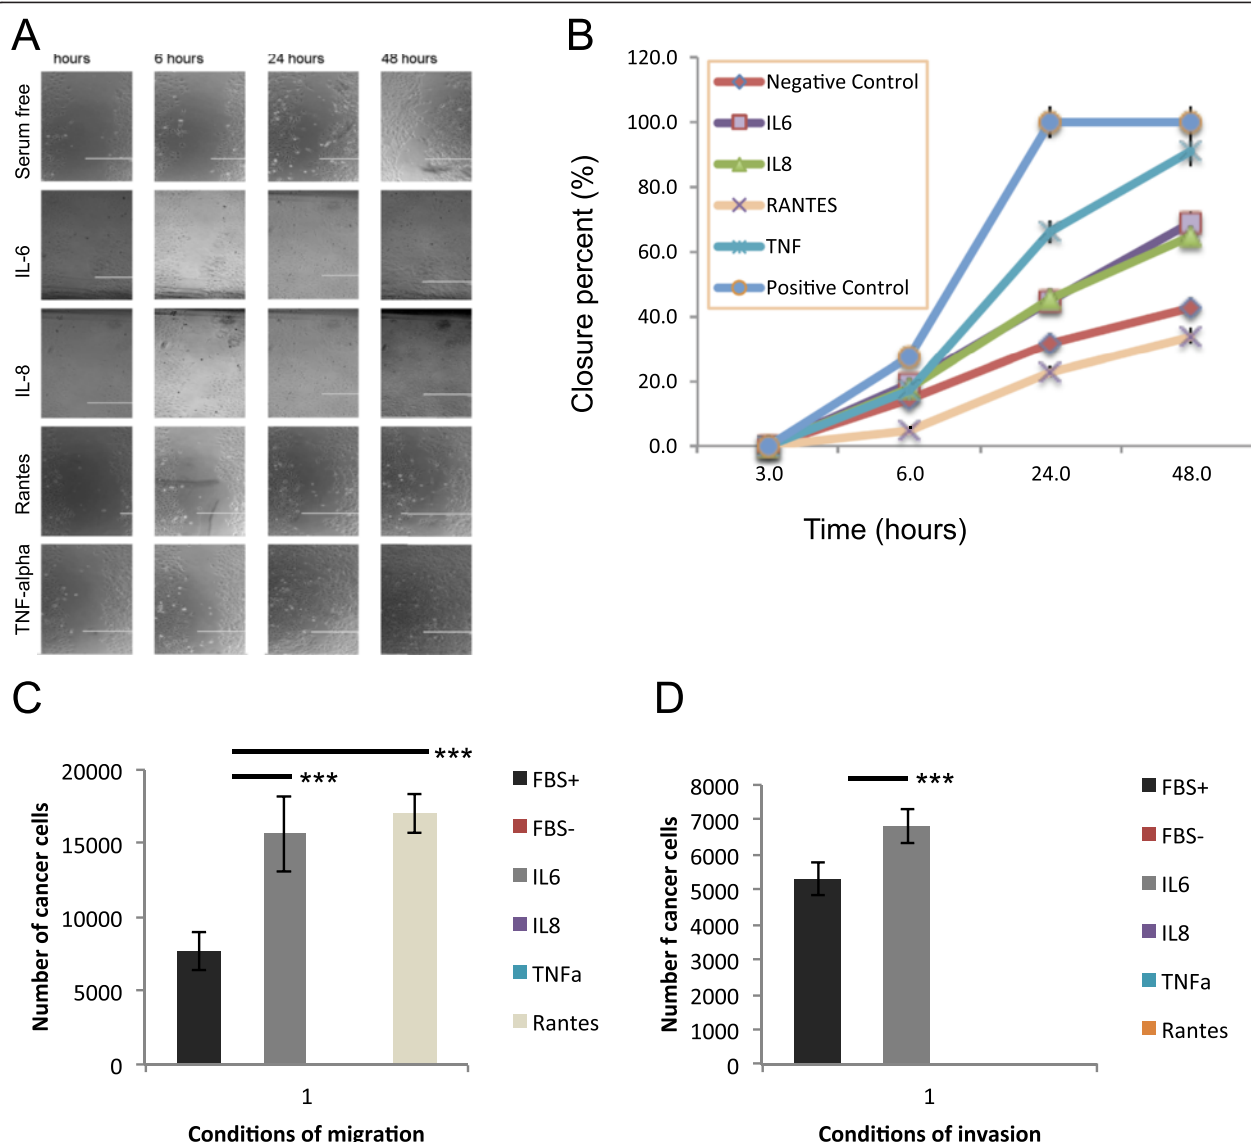 A
hours 6 hours 24 hours 48 hours
Serum free
IL-6
IL-8
Rantes
TNF-alpha
B
120.0
100.0
80.0
60.0
40.0
20.0
0.0
Closure percent (%)
Negative Control
IL6
IL8
RANTES
TNF
Positive Control
3.0 6.0 24.0 48.0
Time (hours)
C
20000
15000
10000
5000
0
Number of cancer cells
***
***
FBS+
FBS-
IL6
IL8
TNFa
Rantes
1
Conditions of migration
D
8000
7000
6000
5000
4000
3000
2000
1000
0
Number f cancer cells
***
FBS+
FBS-
IL6
IL8
TNFa
Rantes
1
Conditions of invasion